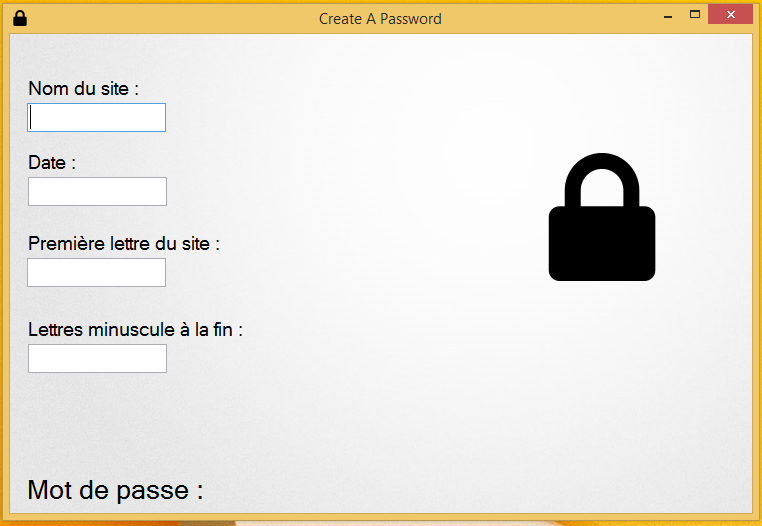 Create A Password
Nom du site :
Date :
Première lettre du site :
Lettres minuscule à la fin :
Mot de passe :